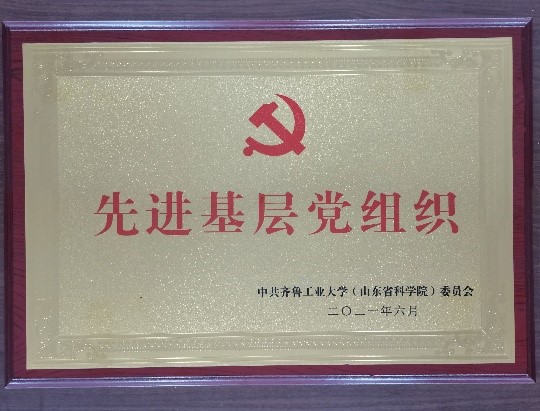 先进基层党组织
中共齐鲁工业大学（山东省科学院）委员会
二〇二一年六月